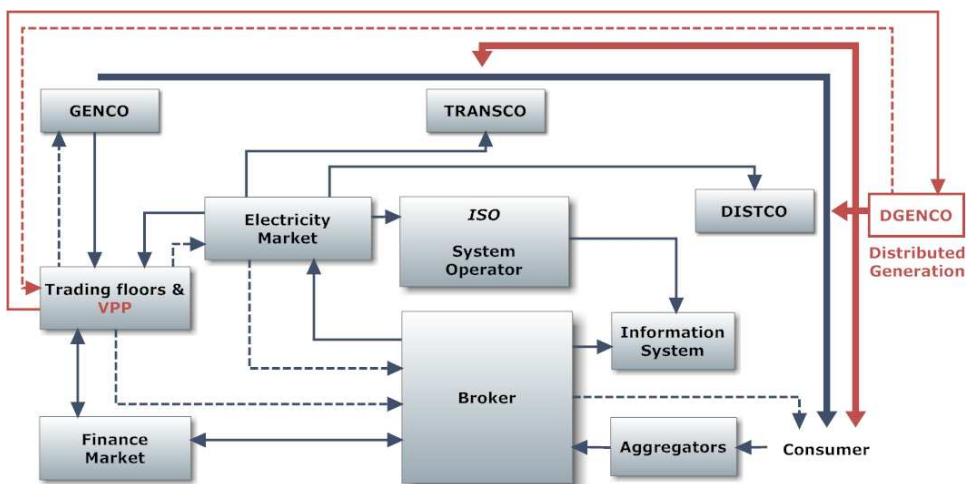 GENCO
TRANSCO
Electricity
Market
ISO
System
Operator
DISTCO
DGENCO
Distributed
Generation
Trading floors &
VPP
Information
System
Broker
Finance
Market
Aggregators
Consumer